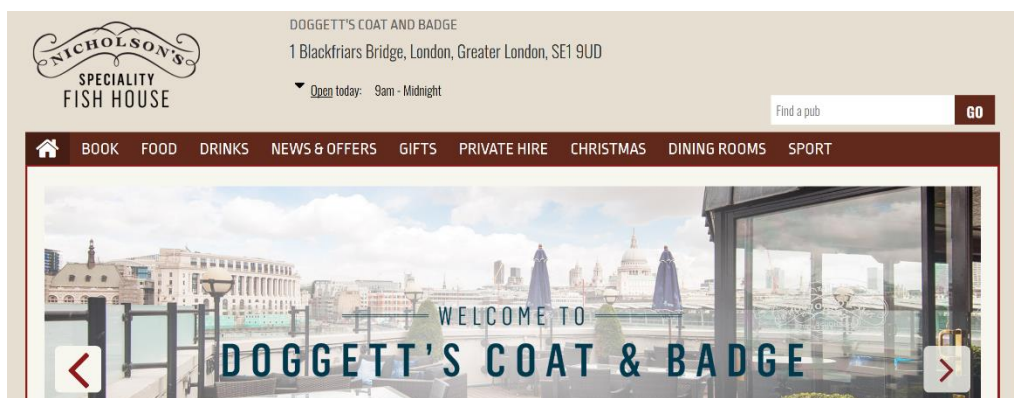 NICHOLSON'S
SPECIALITY
FISH HOUSE
DOGGETT'S COAT AND BADGE
1 Blackfriars Bridge, London, Greater London, SE1 9UD
Open today: 9am - Midnight
Find a pub
GO
BOOK FOOD DRINKS NEWS & OFFERS GIFTS PRIVATE HIRE CHRISTMAS DINING ROOMS SPORT
WELCOME TO
DOGGETT'S COAT & BADGE